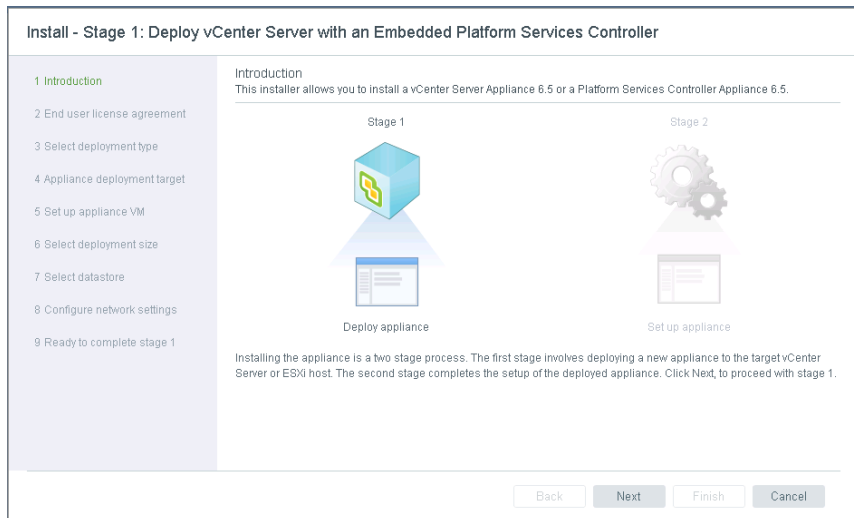 Install - Stage 1: Deploy vCenter Server with an Embedded Platform Services Controller
1 Introduction
2 End user license agreement
3 Select deployment type
4 Appliance deployment target
5 Set up appliance VM
6 Select deployment size
7 Select datastore
8 Configure network settings
9 Ready to complete stage 1
Introduction
This installer allows you to install a vCenter Server Appliance 6.5 or a Platform Services Controller Appliance 6.5.
Stage 1
Stage 2
Deploy appliance
Set up appliance
Installing the appliance is a two stage process. The first stage involves deploying a new appliance to the target vCenter
Server or ESXi host. The second stage completes the setup of the deployed appliance. Click Next, to proceed with stage 1.
Back
Next
Finish
Cancel